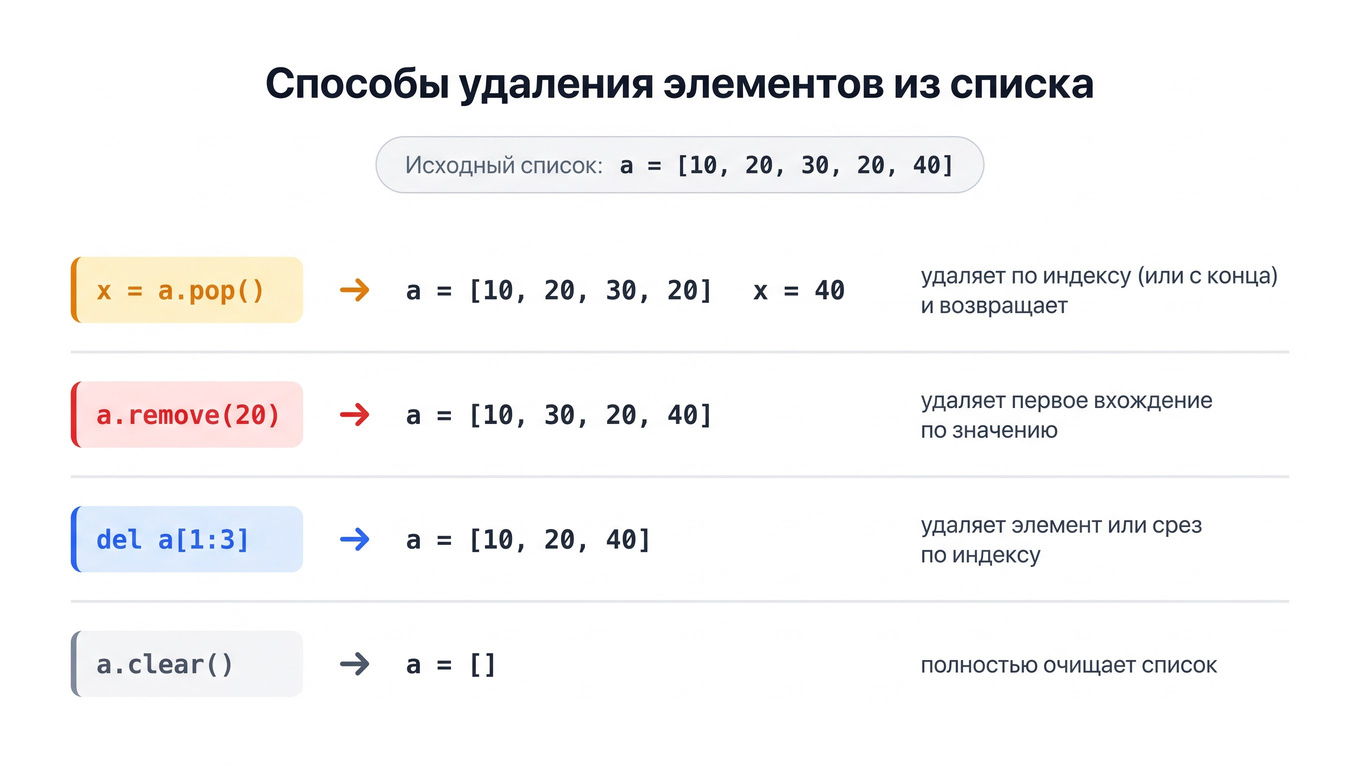 Способы удаления элементов из списка
Исходный список: a = [10, 20, 30, 20, 40]
x = a.pop() → a = [10, 20, 30, 20] x = 40 удаляет по индексу (или с конца)
и возвращает
a.remove(20) → a = [10, 30, 20, 40] удаляет первое вхождение
по значению
del a[1:3] → a = [10, 20, 40] удаляет элемент или срез
по индексу
a.clear() → a = [] полностью очищает список